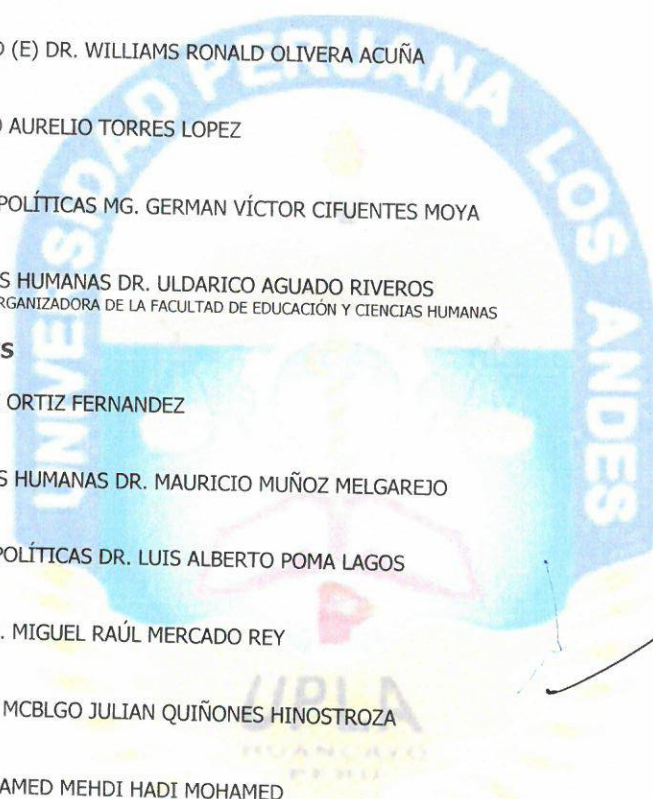 (E) DR. WILLIAMS RONALD OLIVERA ACUÑA
AURELIO TORRES LOPEZ
POLÍTICAS MG. GERMAN VÍCTOR CIFUENTES MOYA
HUMANAS DR. ULDARICO AGUADO RIVEROS
DE LA FACULTAD DE EDUCACIÓN Y CIENCIAS HUMANAS
ORTIZ FERNANDEZ
HUMANAS DR. MAURICIO MUÑOZ MELGAREJO
POLÍTICAS DR. LUIS ALBERTO POMA LAGOS
MIGUEL RAÚL MERCADO REY
MCBLGO JULIAN QUIÑONES HINOSTROZA
MEHDI HADI MOHAMED
UNIVERSIDAD PERUANA LOS ANDES
UPLA
HUANCAYO
PERU